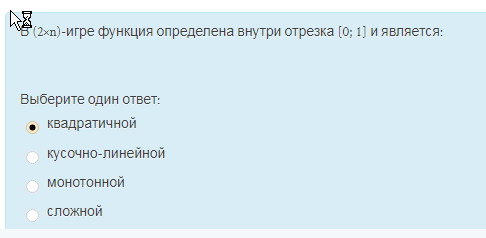 В (2×n)-игре функция определена внутри отрезка [0; 1] и является:
Выберите один ответ:
квадратичной
кусочно-линейной
монотонной
сложной